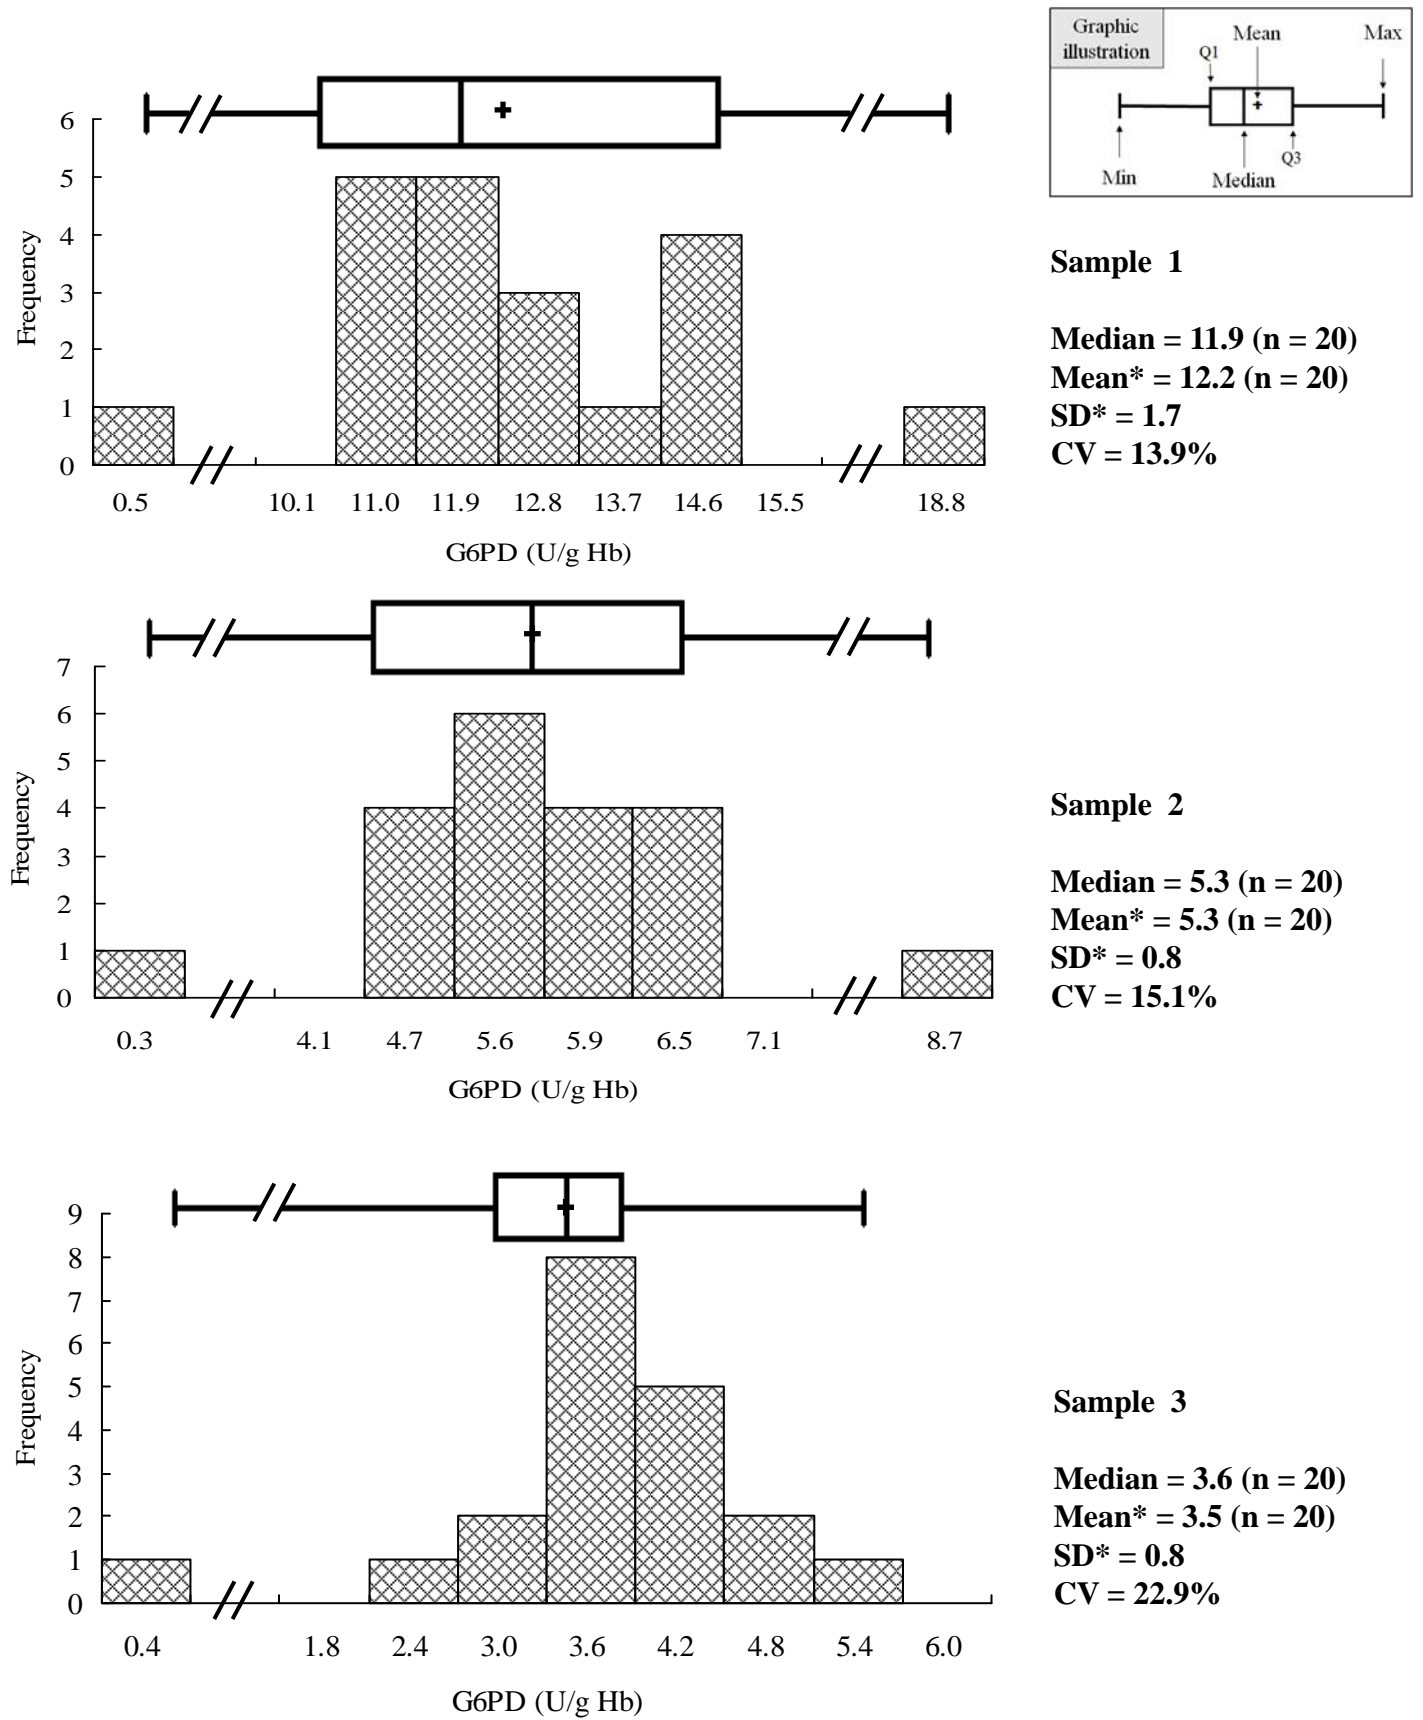 Graphic
illustration
Mean
Max
Q1
Q3
Min
Median
6
5
4
3
2
1
0
Frequency
0.5 10.1 11.0 11.9 12.8 13.7 14.6 15.5 18.8
G6PD (U/g Hb)
Sample 1
Median = 11.9 (n = 20)
Mean* = 12.2 (n = 20)
SD* = 1.7
CV = 13.9%
7
6
5
4
3
2
1
0
Frequency
0.3 4.1 4.7 5.6 5.9 6.5 7.1 8.7
G6PD (U/g Hb)
Sample 2
Median = 5.3 (n = 20)
Mean* = 5.3 (n = 20)
SD* = 0.8
CV = 15.1%
9
8
7
6
5
4
3
2
1
0
Frequency
0.4 1.8 2.4 3.0 3.6 4.2 4.8 5.4 6.0
G6PD (U/g Hb)
Sample 3
Median = 3.6 (n = 20)
Mean* = 3.5 (n = 20)
SD* = 0.8
CV = 22.9%